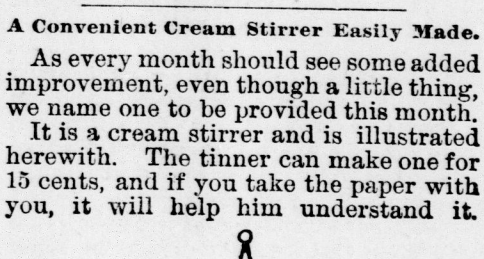 A Convenient Cream Stirrer Easily Made.
As every month should see some added
improvement, even though a little thing,
we name one to be provided this month.
It is a cream stirrer and is illustrated
herewith. The tinner can make one for
15 cents, and if you take the paper with
you, it will help him understand it.